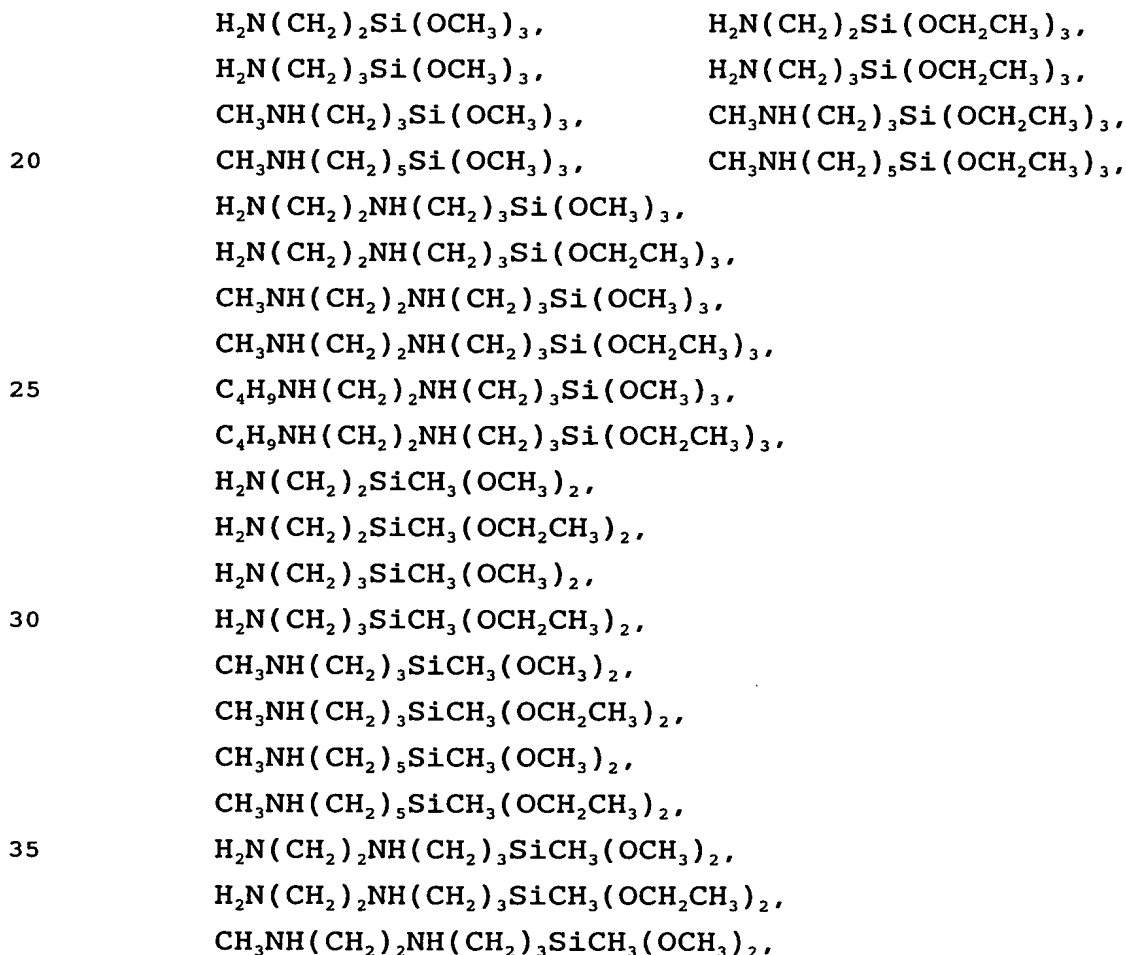 H₂N(CH₂)₂Si(OCH₃)₃, H₂N(CH₂)₂Si(OCH₂CH₃)₃,
H₂N(CH₂)₃Si(OCH₃)₃, H₂N(CH₂)₃Si(OCH₂CH₃)₃,
CH₃NH(CH₂)₃Si(OCH₃)₃, CH₃NH(CH₂)₃Si(OCH₂CH₃)₃,
20 CH₃NH(CH₂)₅Si(OCH₃)₃, CH₃NH(CH₂)₅Si(OCH₂CH₃)₃,
H₂N(CH₂)₂NH(CH₂)₃Si(OCH₃)₃,
H₂N(CH₂)₂NH(CH₂)₃Si(OCH₂CH₃)₃,
CH₃NH(CH₂)₂NH(CH₂)₃Si(OCH₃)₃,
CH₃NH(CH₂)₂NH(CH₂)₃Si(OCH₂CH₃)₃,
25 C₄H₉NH(CH₂)₂NH(CH₂)₃Si(OCH₃)₃,
C₄H₉NH(CH₂)₂NH(CH₂)₃Si(OCH₂CH₃)₃,
H₂N(CH₂)₂SiCH₃(OCH₃)₂,
H₂N(CH₂)₂SiCH₃(OCH₂CH₃)₂,
H₂N(CH₂)₃SiCH₃(OCH₃)₂,
30 H₂N(CH₂)₃SiCH₃(OCH₂CH₃)₂,
CH₃NH(CH₂)₃SiCH₃(OCH₃)₂,
CH₃NH(CH₂)₃SiCH₃(OCH₂CH₃)₂,
CH₃NH(CH₂)₅SiCH₃(OCH₃)₂,
CH₃NH(CH₂)₅SiCH₃(OCH₂CH₃)₂,
35 H₂N(CH₂)₂NH(CH₂)₃SiCH₃(OCH₃)₂,
H₂N(CH₂)₂NH(CH₂)₃SiCH₃(OCH₂CH₃)₂,
CH₃NH(CH₂)₂NH(CH₂)₃SiCH₃(OCH₃)₂,